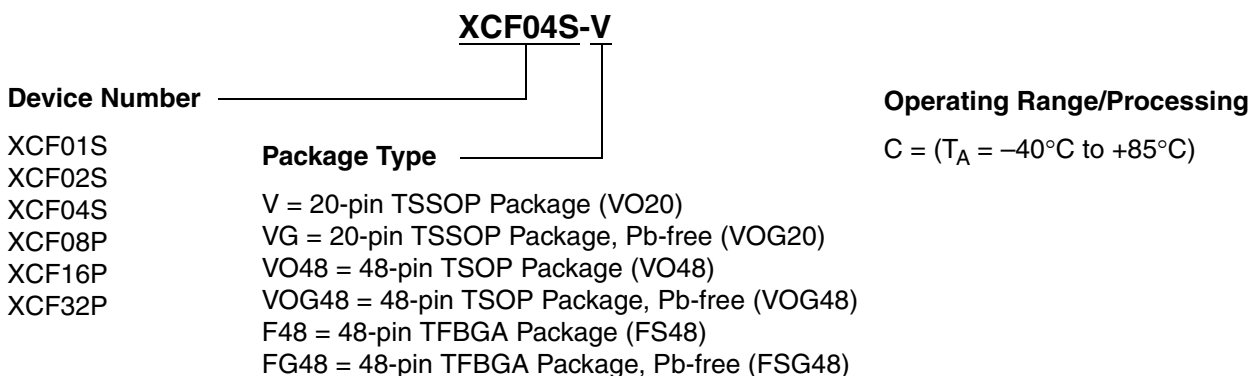 XCF04S-V
Device Number
XCF01S
XCF02S
XCF04S
XCF08P
XCF16P
XCF32P
Package Type
V = 20-pin TSSOP Package (VO20)
VG = 20-pin TSSOP Package, Pb-free (VOG20)
VO48 = 48-pin TSOP Package (VO48)
VOG48 = 48-pin TSOP Package, Pb-free (VOG48)
F48 = 48-pin TFBGA Package (FS48)
FG48 = 48-pin TFBGA Package, Pb-free (FSG48)
Operating Range/Processing
C = (TA = –40°C to +85°C)